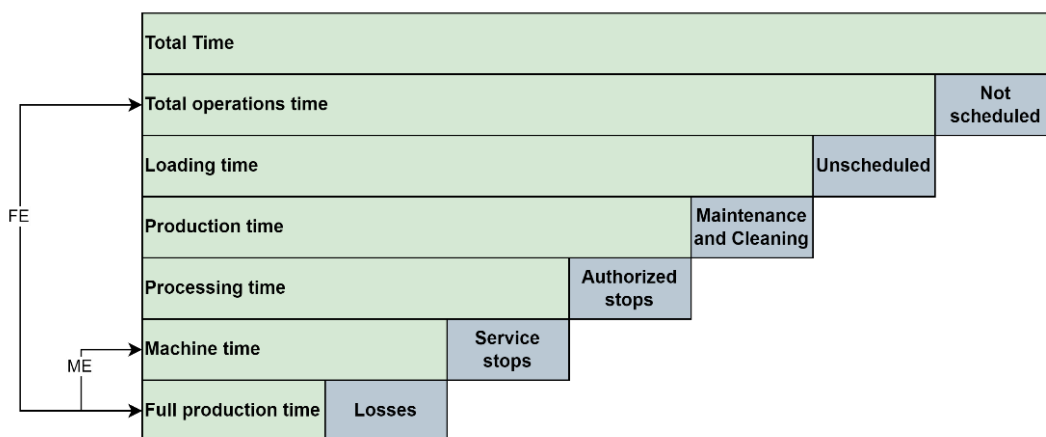 Total Time
Total operations time
Not
scheduled
Loading time
Unscheduled
FE
Production time
Maintenance
and Cleaning
Processing time
Authorized
stops
ME
Machine time
Service
stops
Full production time
Losses